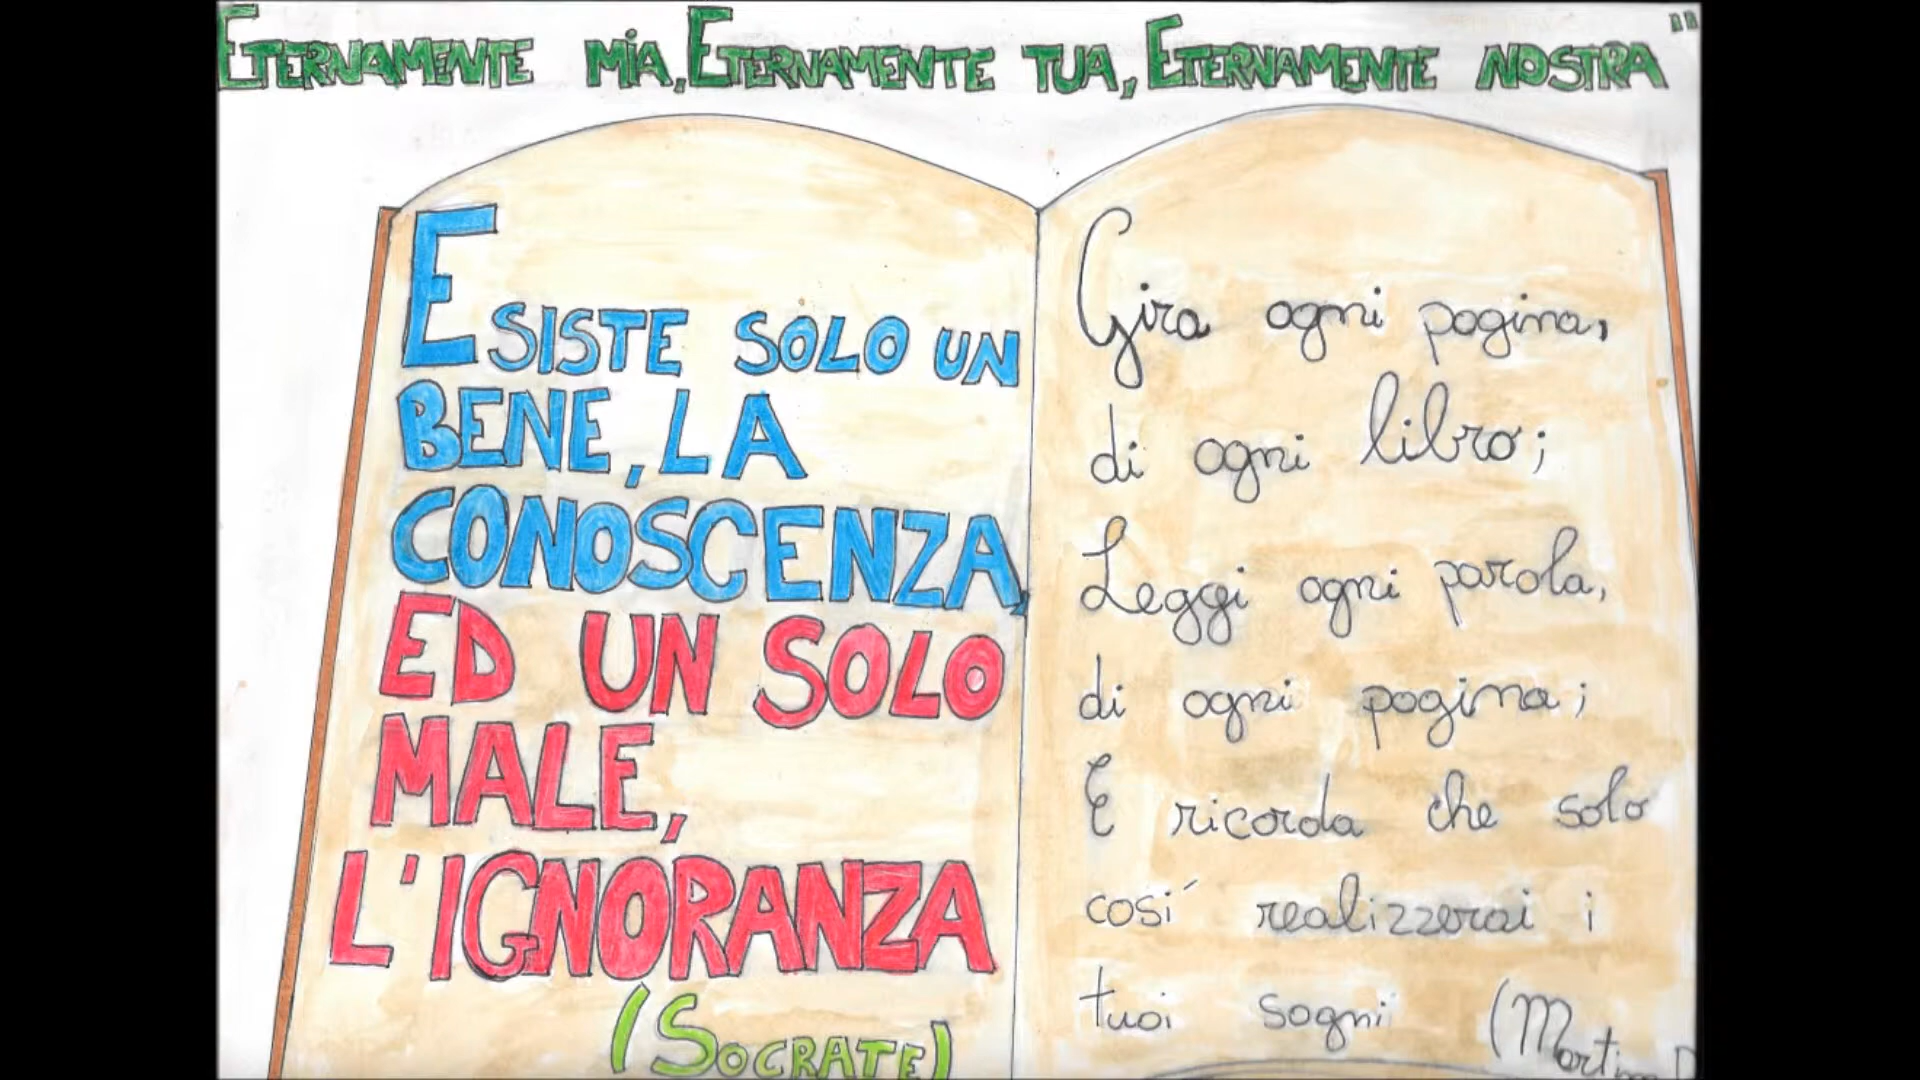 ETERNAMENTE MIA, ETERNAMENTE TUA, ETERNAMENTE NOSTRA"
ESISTE SOLO UN
BENE, LA
CONOSCENZA,
ED UN SOLO
MALE,
L'IGNORANZA
(SOCRATE)
Gira ogni pagina,
di ogni libro;
Leggi ogni parola,
di ogni pagina;
E ricorda che solo
cosí realizzerai i
tuoi sogni